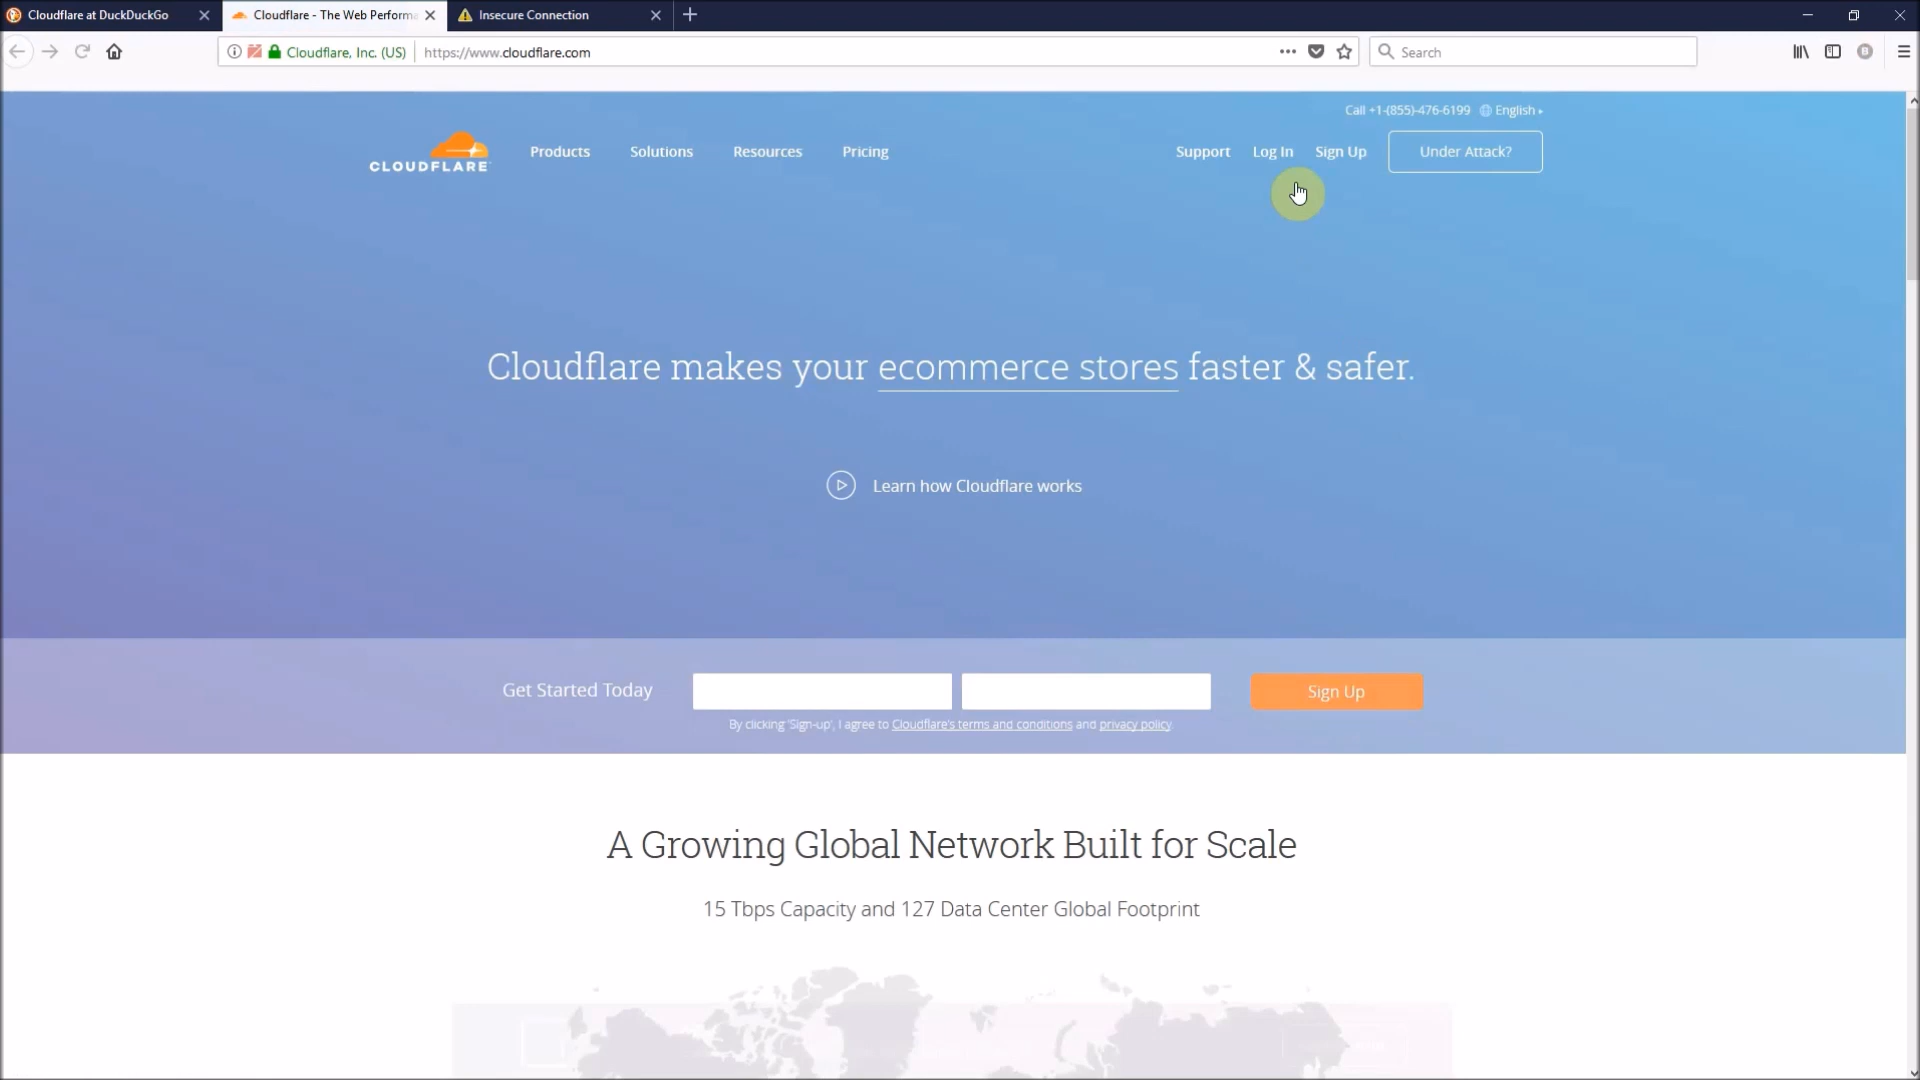 Cloudflare at DuckDuckGo
Cloudflare - The Web Performa
Insecure Connection
Cloudflare, Inc. (US)
https://www.cloudflare.com
Search
Call +1-(855)-476-6199
English
CLOUDFLARE
Products
Solutions
Resources
Pricing
Support
Log In
Sign Up
Under Attack?
Cloudflare makes your ecommerce stores faster & safer.
Learn how Cloudflare works
Get Started Today
Sign Up
By clicking 'Sign-up', I agree to Cloudflare's terms and conditions and privacy policy.
A Growing Global Network Built for Scale
15 Tbps Capacity and 127 Data Center Global Footprint